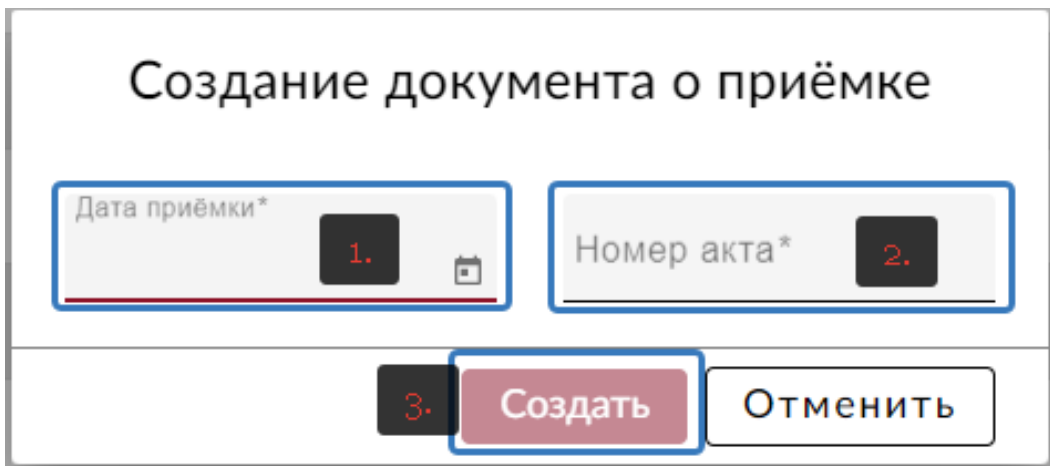 Создание документа о приёмке
Дата приёмки*
1.
Номер акта*
2.
3.
Создать
Отменить